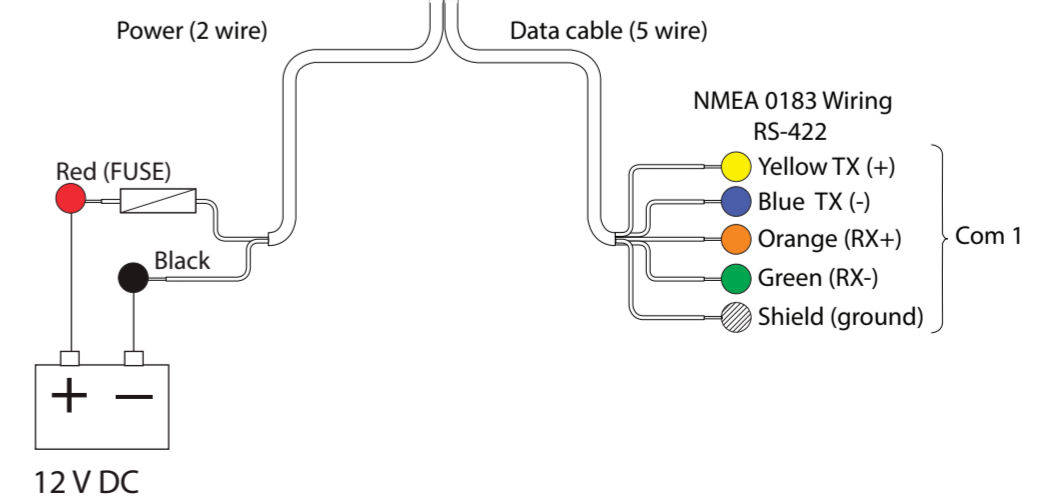 Power (2 wire)
Data cable (5 wire)
NMEA 0183 Wiring
RS-422
Red (FUSE)
Black
Yellow TX (+)
Blue TX (-)
Orange (RX+)
Green (RX-)
Shield (ground)
Com 1
+ −
12 V DC